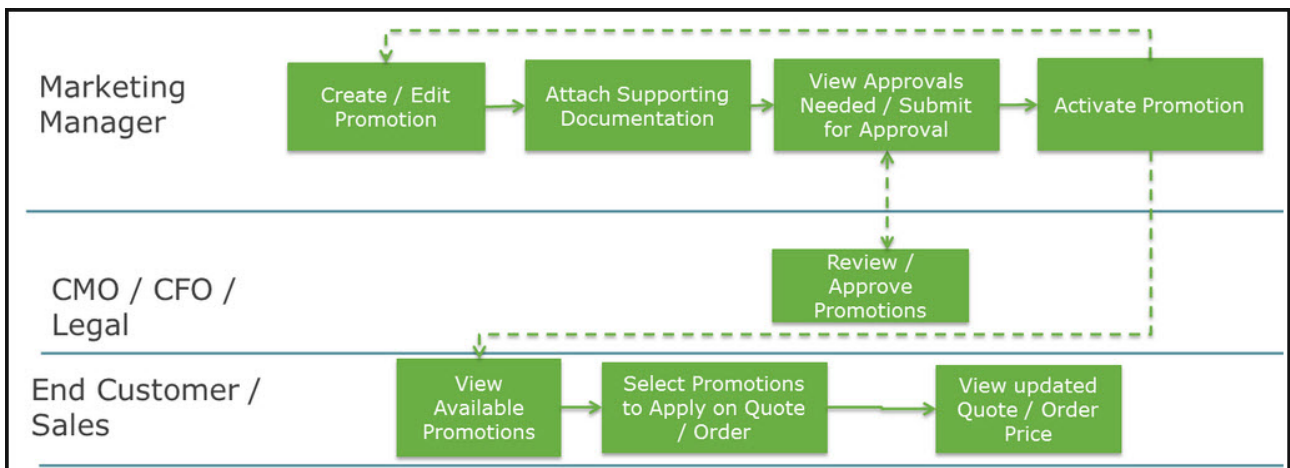 Marketing
Manager
Create / Edit
Promotion
Attach Supporting
Documentation
View Approvals
Needed / Submit
for Approval
Activate Promotion
CMO / CFO /
Legal
Review /
Approve
Promotions
End Customer /
Sales
View
Available
Promotions
Select Promotions
to Apply on Quote
/ Order
View updated
Quote / Order
Price